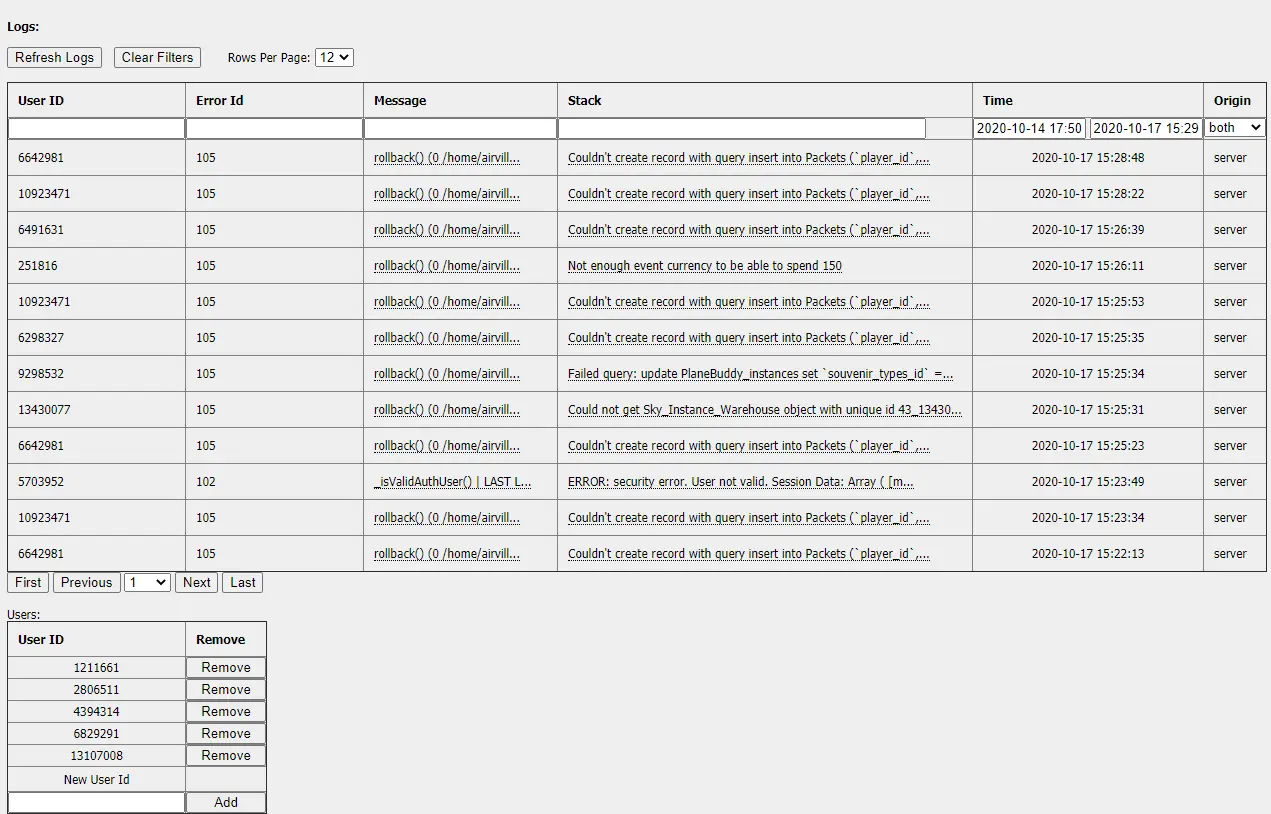 Logs:
Refresh Logs Clear Filters Rows Per Page: 12
User ID Error Id Message Stack Time Origin
2020-10-14 17:50 2020-10-17 15:29 both
6642981 105 rollback() (0 /home/airvill... Couldn't create record with query insert into Packets (`player_id`,... 2020-10-17 15:28:48 server
10923471 105 rollback() (0 /home/airvill... Couldn't create record with query insert into Packets (`player_id`,... 2020-10-17 15:28:22 server
6491631 105 rollback() (0 /home/airvill... Couldn't create record with query insert into Packets (`player_id`,... 2020-10-17 15:26:39 server
251816 105 rollback() (0 /home/airvill... Not enough event currency to be able to spend 150 2020-10-17 15:26:11 server
10923471 105 rollback() (0 /home/airvill... Couldn't create record with query insert into Packets (`player_id`,... 2020-10-17 15:25:53 server
6298327 105 rollback() (0 /home/airvill... Couldn't create record with query insert into Packets (`player_id`,... 2020-10-17 15:25:35 server
9298532 105 rollback() (0 /home/airvill... Failed query: update PlaneBuddy_instances set `souvenir_types_id` =... 2020-10-17 15:25:34 server
13430077 105 rollback() (0 /home/airvill... Could not get Sky_Instance_Warehouse object with unique id 43_13430... 2020-10-17 15:25:31 server
6642981 105 rollback() (0 /home/airvill... Couldn't create record with query insert into Packets (`player_id`,... 2020-10-17 15:25:23 server
5703952 102 _isValidAuthUser() | LAST L... ERROR: security error. User not valid. Session Data: Array ( [m... 2020-10-17 15:23:49 server
10923471 105 rollback() (0 /home/airvill... Couldn't create record with query insert into Packets (`player_id`,... 2020-10-17 15:23:34 server
6642981 105 rollback() (0 /home/airvill... Couldn't create record with query insert into Packets (`player_id`,... 2020-10-17 15:22:13 server
First Previous 1 Next Last
Users:
User ID Remove
1211661 Remove
2806511 Remove
4394314 Remove
6829291 Remove
13107008 Remove
New User Id
Add